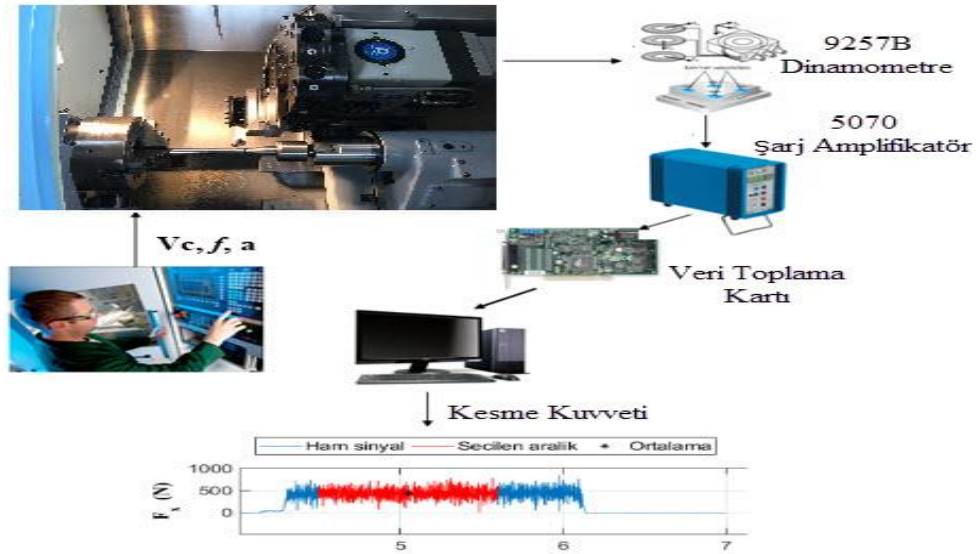 9257B
Dinamometre
5070
Şarj Amplifikatör
Vc, f, a
Veri Toplama
Kartı
Kesme Kuvveti
Ham sinyal Secilen aralik Ortalama
1000
500
0
Fx (N)
5 6 7